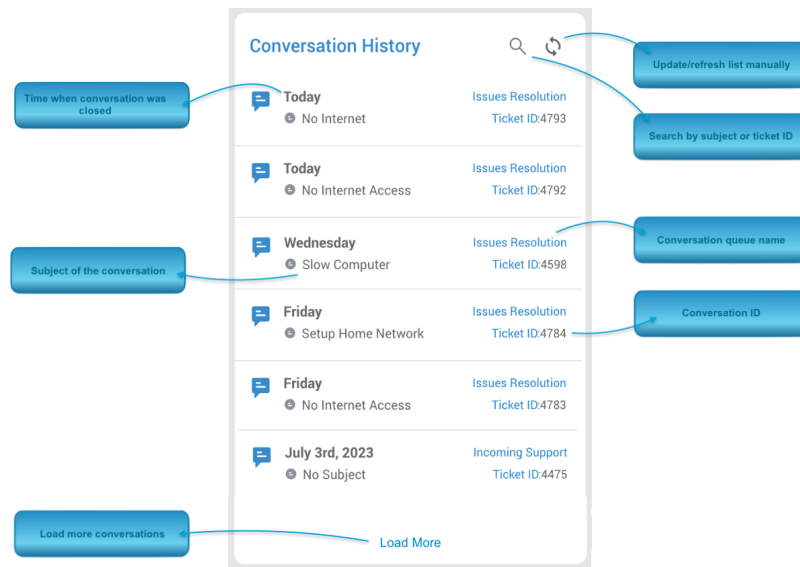 Conversation History
Update/refresh list manually
Time when conversation was
closed
Today
Issues Resolution
No Internet
Ticket ID:4793
Search by subject or ticket ID
Today
Issues Resolution
No Internet Access
Ticket ID:4792
Wednesday
Issues Resolution
Conversation queue name
Subject of the conversation
Slow Computer
Ticket ID:4598
Friday
Issues Resolution
Conversation ID
Setup Home Network
Ticket ID:4784
Friday
Issues Resolution
No Internet Access
Ticket ID:4783
July 3rd, 2023
Incoming Support
No Subject
Ticket ID:4475
Load more conversations
Load More